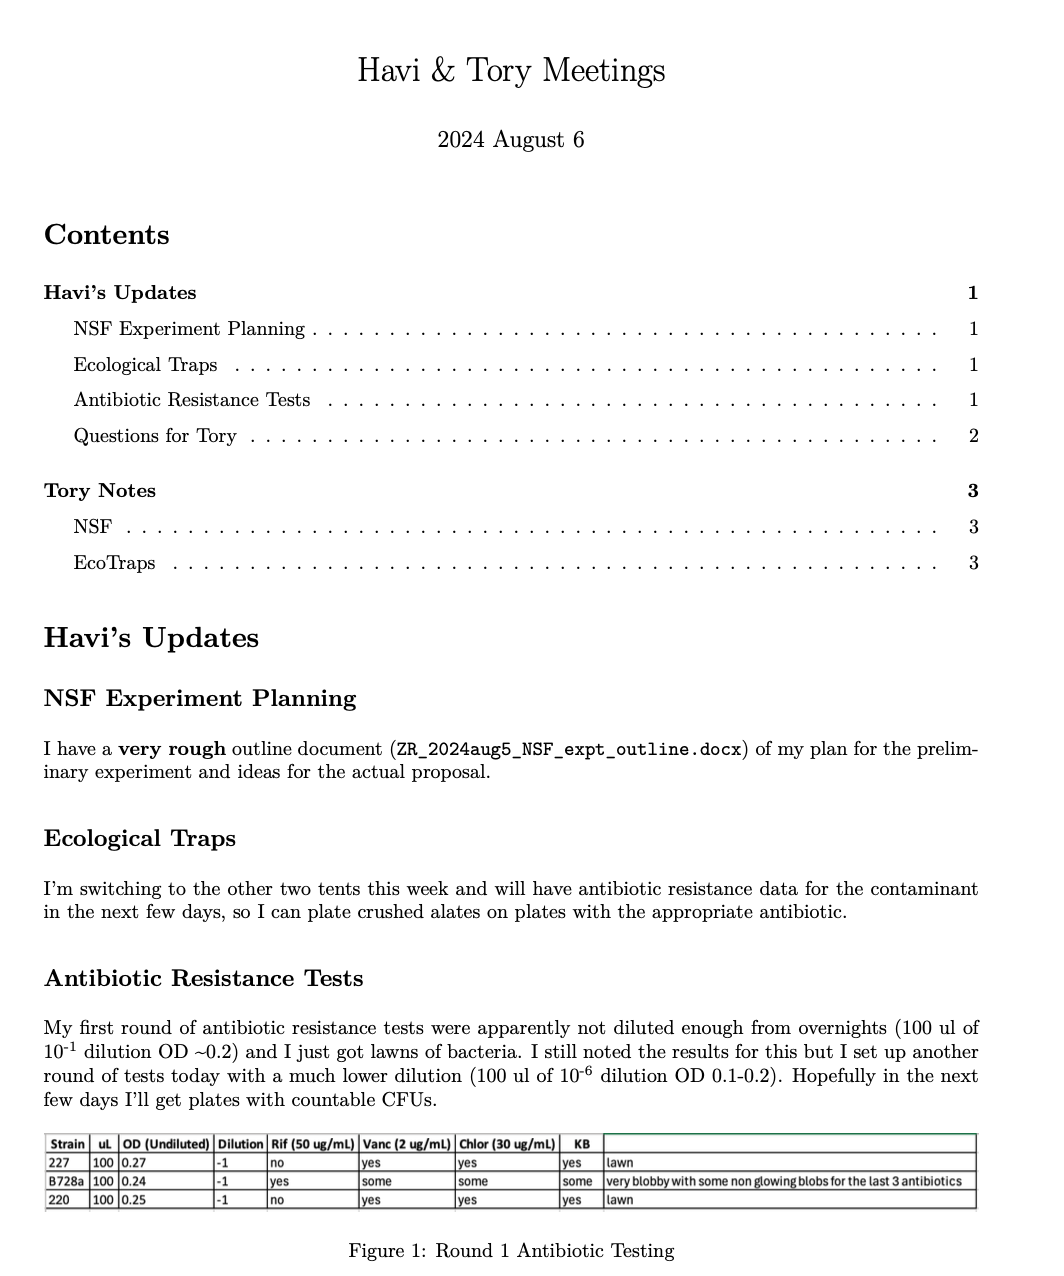 Havi & Tory Meetings
2024 August 6
Contents
Havi's Updates 1
NSF Experiment Planning . . . . . . . . . . . . . . . . . . . . . . . . . . . . . . . . . . . . . . . . . 1
Ecological Traps . . . . . . . . . . . . . . . . . . . . . . . . . . . . . . . . . . . . . . . . . . . . . . 1
Antibiotic Resistance Tests . . . . . . . . . . . . . . . . . . . . . . . . . . . . . . . . . . . . . . . . 1
Questions for Tory . . . . . . . . . . . . . . . . . . . . . . . . . . . . . . . . . . . . . . . . . . . . . 2
Tory Notes 3
NSF . . . . . . . . . . . . . . . . . . . . . . . . . . . . . . . . . . . . . . . . . . . . . . . . . . . . . 3
EcoTraps . . . . . . . . . . . . . . . . . . . . . . . . . . . . . . . . . . . . . . . . . . . . . . . . . . 3
Havi's Updates
NSF Experiment Planning
I have a very rough outline document (ZR_2024aug5_NSF_expt_outline.docx) of my plan for the prelim-
inary experiment and ideas for the actual proposal.
Ecological Traps
I'm switching to the other two tents this week and will have antibiotic resistance data for the contaminant
in the next few days, so I can plate crushed alates on plates with the appropriate antibiotic.
Antibiotic Resistance Tests
My first round of antibiotic resistance tests were apparently not diluted enough from overnights (100 ul of
10⁻¹ dilution OD ~0.2) and I just got lawns of bacteria. I still noted the results for this but I set up another
round of tests today with a much lower dilution (100 ul of 10⁻⁶ dilution OD 0.1-0.2). Hopefully in the next
few days I'll get plates with countable CFUs.
Strain uL OD (Undiluted) Dilution Rif (50 ug/mL) Vanc (2 ug/mL) Chlor (30 ug/mL) KB
227 100 0.27 -1 no yes yes yes lawn
B728a 100 0.24 -1 yes some some some very blobby with some non glowing blobs for the last 3 antibiotics
220 100 0.25 -1 no yes yes yes lawn
Figure 1: Round 1 Antibiotic Testing